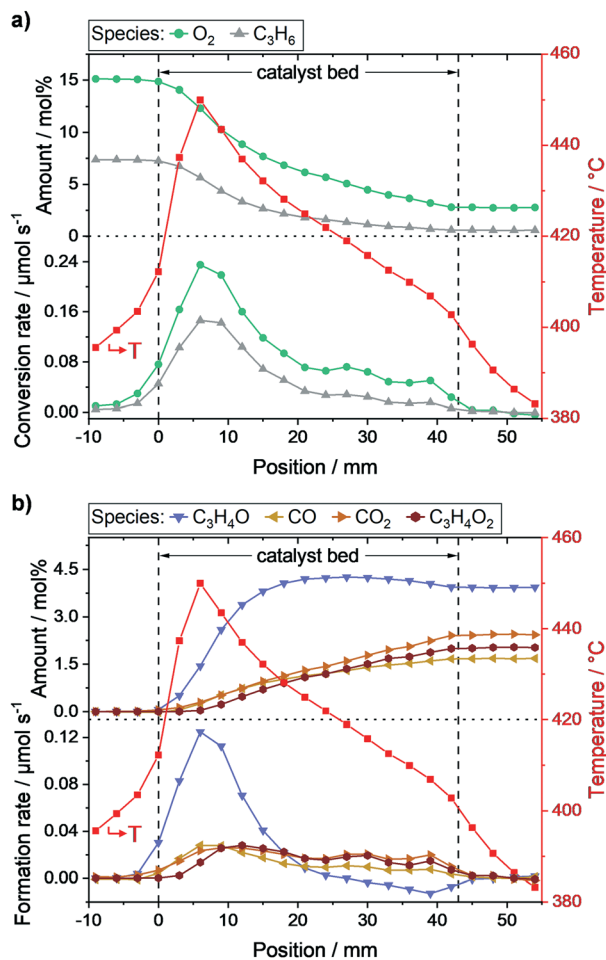 a)
Species: O2 C3H6
460
catalyst bed
15
450
10
440
5
430
0
420
0.24
410
0.16
400
0.08
T
390
0.00
380
Amount / mol%
Conversion rate / µmol s-1
Temperature / °C
-10 0 10 20 30 40 50
Position / mm
b)
Species: C3H4O CO CO2 C3H4O2
460
catalyst bed
4.5
3.0
440
1.5
0.0
420
0.12
0.08
400
0.04
T
0.00
380
Amount / mol%
Formation rate / µmol s-1
Temperature / °C
-10 0 10 20 30 40 50
Position / mm